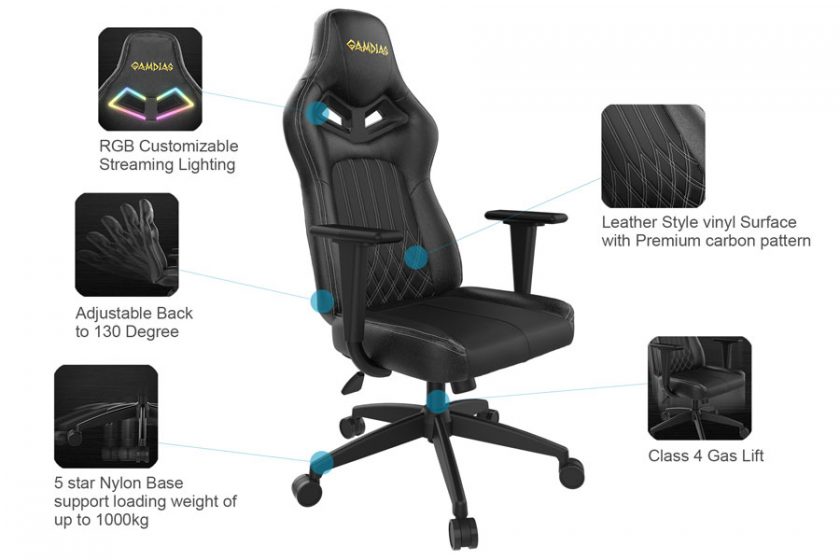 GAMDIAS
GAMDIAS
RGB Customizable
Streaming Lighting
Leather Style vinyl Surface
with Premium carbon pattern
Adjustable Back
to 130 Degree
5 star Nylon Base
support loading weight of
up to 1000kg
Class 4 Gas Lift